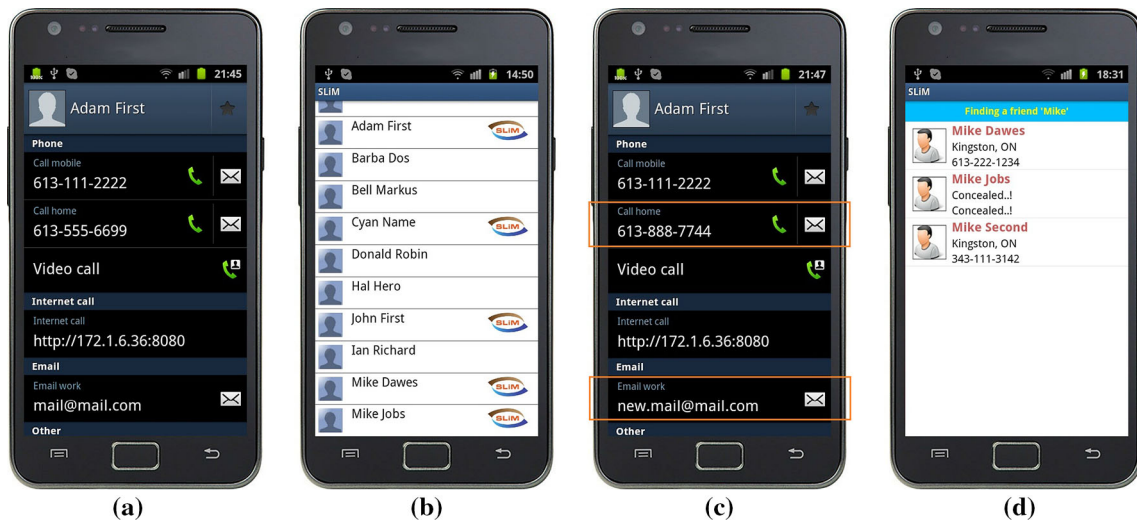 21:45
Adam First
Phone
Call mobile
613-111-2222
Call home
613-555-6699
Video call
Internet call
Internet call
http://172.1.6.36:8080
Email
Email work
mail@mail.com
Other
(a)
14:50
SLiM
Adam First SLiM
Barba Dos
Bell Markus
Cyan Name SLiM
Donald Robin
Hal Hero
John First SLiM
Ian Richard
Mike Dawes SLiM
Mike Jobs SLiM
(b)
21:47
Adam First
Phone
Call mobile
613-111-2222
Call home
613-888-7744
Video call
Internet call
Internet call
http://172.1.6.36:8080
Email
Email work
new.mail@mail.com
Other
(c)
18:31
SLiM
Finding a friend 'Mike'
Mike Dawes
Kingston, ON
613-222-1234
Mike Jobs
Concealed..!
Concealed..!
Mike Second
Kingston, ON
343-111-3142
(d)